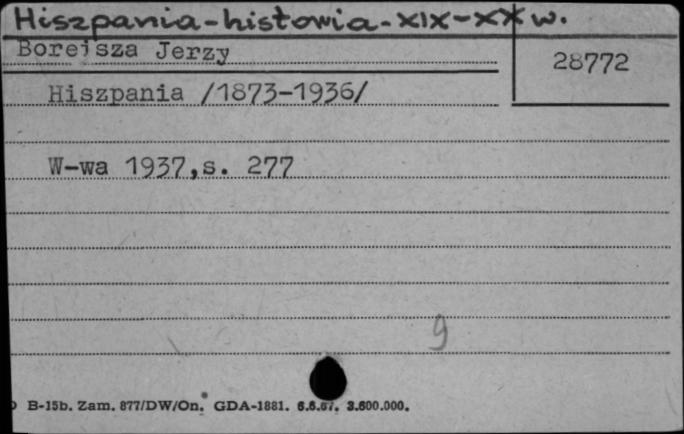 Hiszpania-historia-XIX-XX w.
Borejsza Jerzy
28772
Hiszpania /1873-1936/
W-wa 1937,s. 277
9
B-15b. Zam. 877/DW/On. GDA-1881. 6.6.67. 3.600.000.